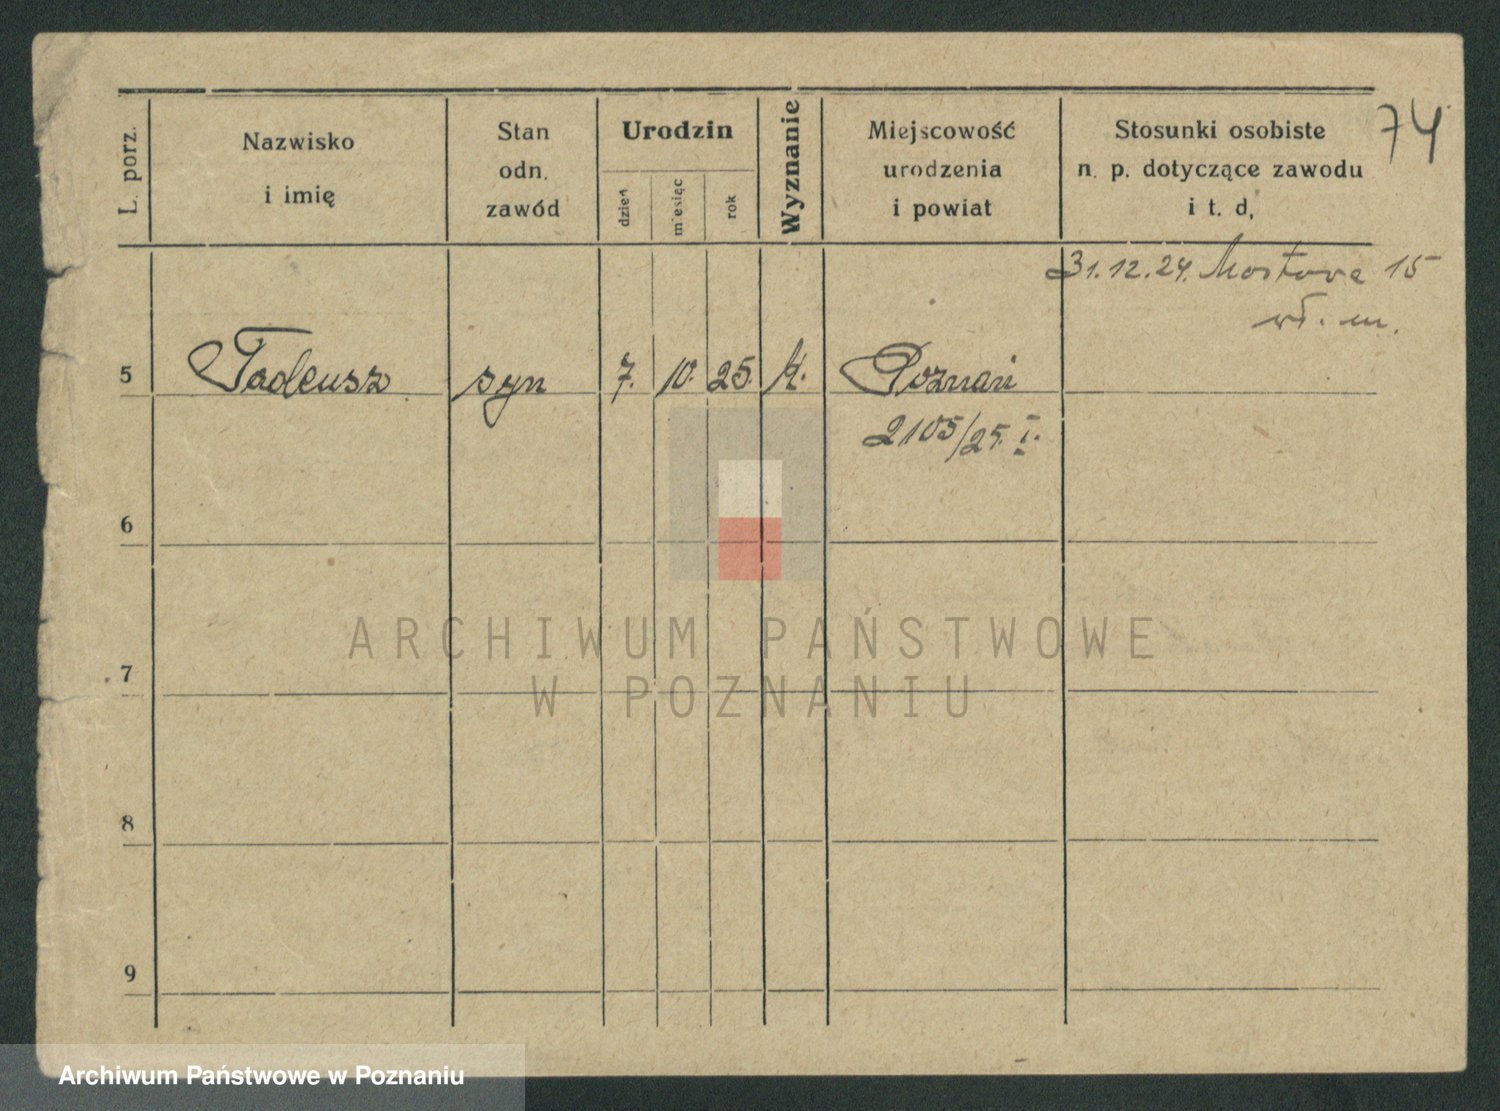 L. porz.
Nazwisko
i imię
Stan
odn.
zawód
Urodzin
dzień
miesiąc
rok
Wyznanie
Miejscowość
urodzenia
i powiat
Stosunki osobiste
n. p. dotyczące zawodu
i t. d,
74
31.12.24. Mostowa 15
wł. m.
5 Tadeusz syn 7. 10. 25. k. Poznań
2105/25. I.
6
7
8
9
ARCHIWUM PAŃSTWOWE
W POZNANIU
Archiwum Państwowe w Poznaniu